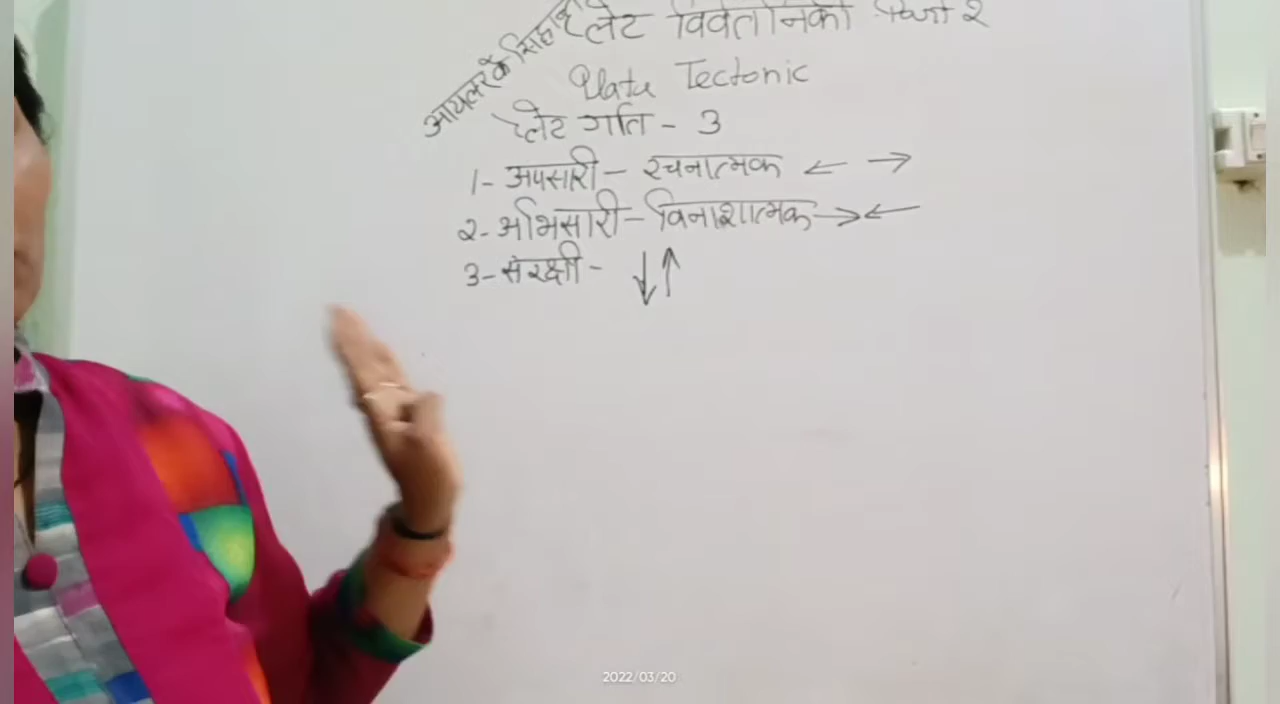 प्लेट विवर्तनिकी २
Plate Tectonic
आयलर के सिद्धान्त
प्लेट गति - 3
1- अपसारी - रचनात्मक ← →
2- अभिसारी - विनाशात्मक →←
3- संरक्षी - ↓↑
2022/03/20